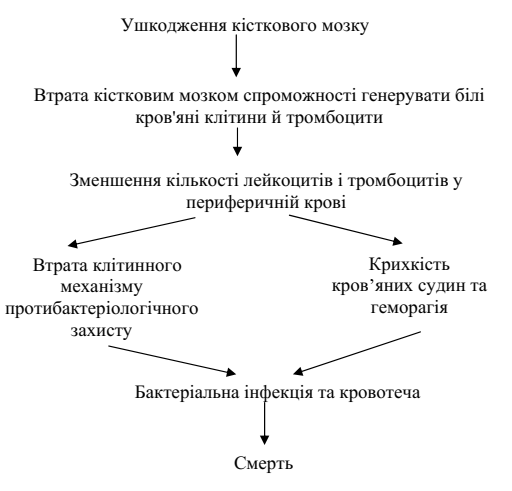 Ушкодження кісткового мозку
Втрата кістковим мозком спроможності генерувати білі
кров'яні клітини й тромбоцити
Зменшення кількості лейкоцитів і тромбоцитів у
периферичній крові
Втрата клітинного
механізму
протибактеріологічного
захисту
Крихкість
кров’яних судин та
геморагія
Бактеріальна інфекція та кровотеча
Смерть